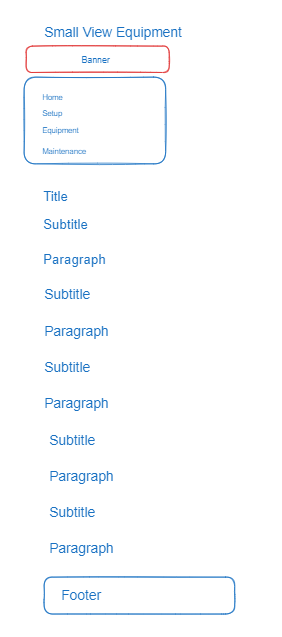 Small View Equipment
Banner
Home
Setup
Equipment
Maintenance
Title
Subtitle
Paragraph
Subtitle
Paragraph
Subtitle
Paragraph
Subtitle
Paragraph
Subtitle
Paragraph
Footer